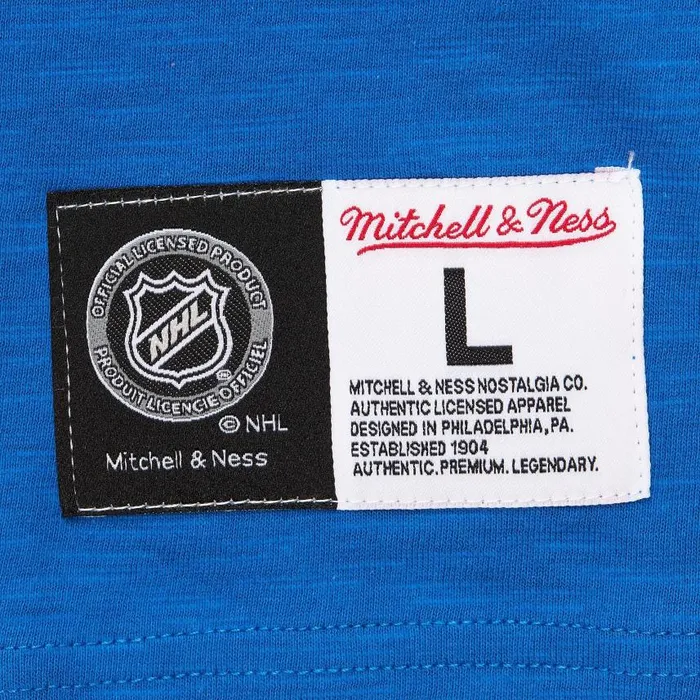 OFFICIAL LICENSED PRODUCT
NHL
PRODUIT LICENCIE OFFICIEL
© NHL
Mitchell & Ness
Mitchell & Ness
L
MITCHELL & NESS NOSTALGIA CO.
AUTHENTIC LICENSED APPAREL
DESIGNED IN PHILADELPHIA, PA.
ESTABLISHED 1904
AUTHENTIC. PREMIUM. LEGENDARY.